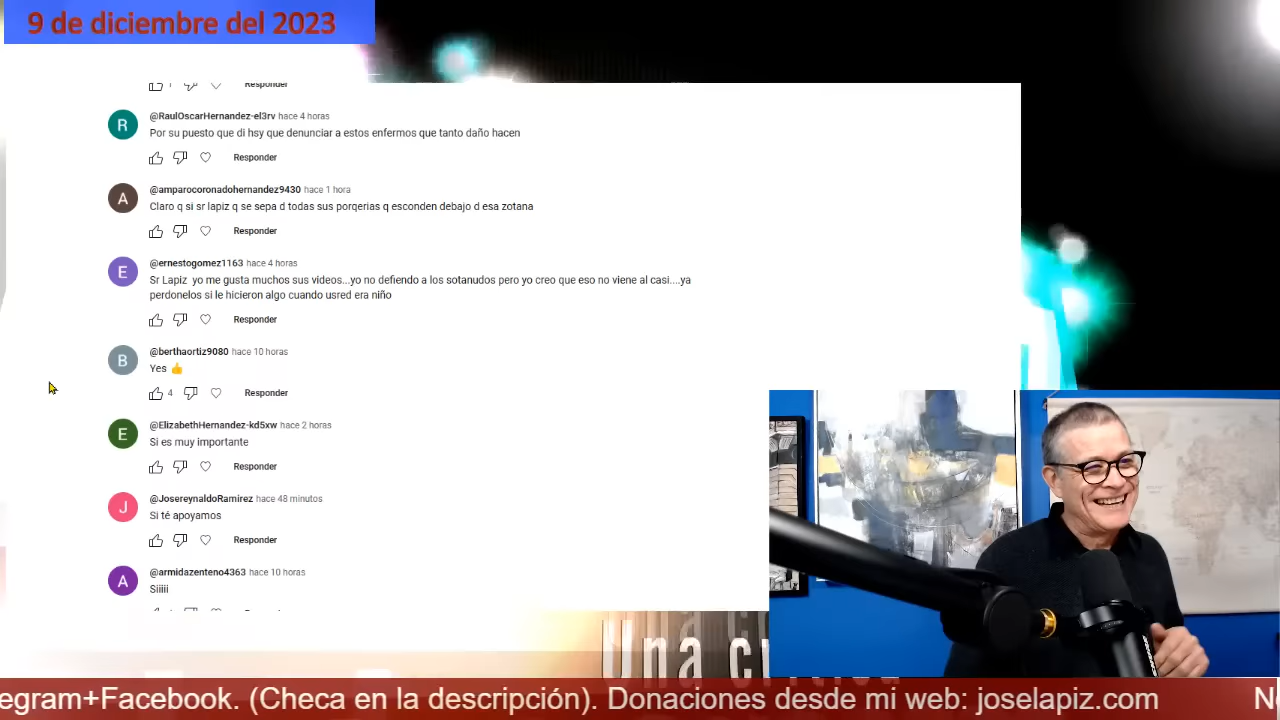 9 de diciembre del 2023
1
Responder
@RaulOscarHernandez-el3rv hace 4 horas
Por su puesto que di hsy que denunciar a estos enfermos que tanto daño hacen
Responder
@amparocoronadohernandez9430 hace 1 hora
Claro q si sr lapiz q se sepa d todas sus porqerias q esconden debajo d esa zotana
Responder
@ernestogomez1163 hace 4 horas
Sr Lapiz yo me gusta muchos sus videos...yo no defiendo a los sotanudos pero yo creo que eso no viene al casi....ya
perdonelos si le hicieron algo cuando usred era niño
Responder
@berthaortiz9080 hace 10 horas
Yes 👍
4 Responder
@ElizabethHernandez-kd5xw hace 2 horas
Si es muy importante
Responder
@JosereynaldoRamirez hace 48 minutos
Si té apoyamos
Responder
@armidazenteno4363 hace 10 horas
Siiiii
Una
egram+Facebook. (Checa en la descripción). Donaciones desde mi web: joselapiz.com N